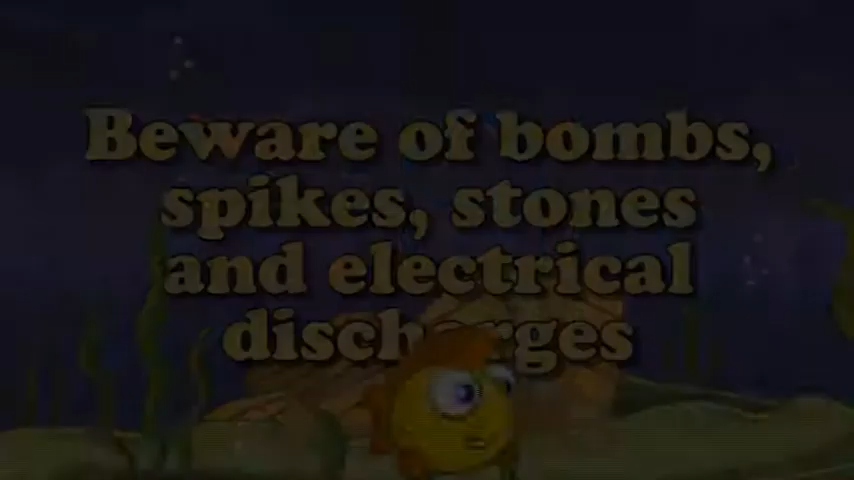 Beware of bombs,
spikes, stones
and electrical
discharges